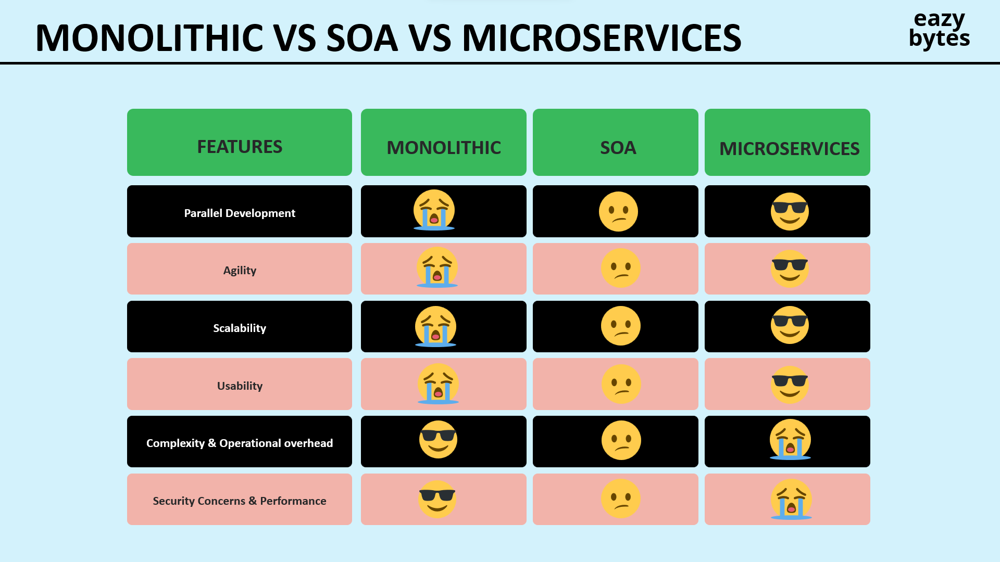 MONOLITHIC VS SOA VS MICROSERVICES
eazy
bytes
FEATURES
MONOLITHIC
SOA
MICROSERVICES
Parallel Development
Agility
Scalability
Usability
Complexity & Operational overhead
Security Concerns & Performance